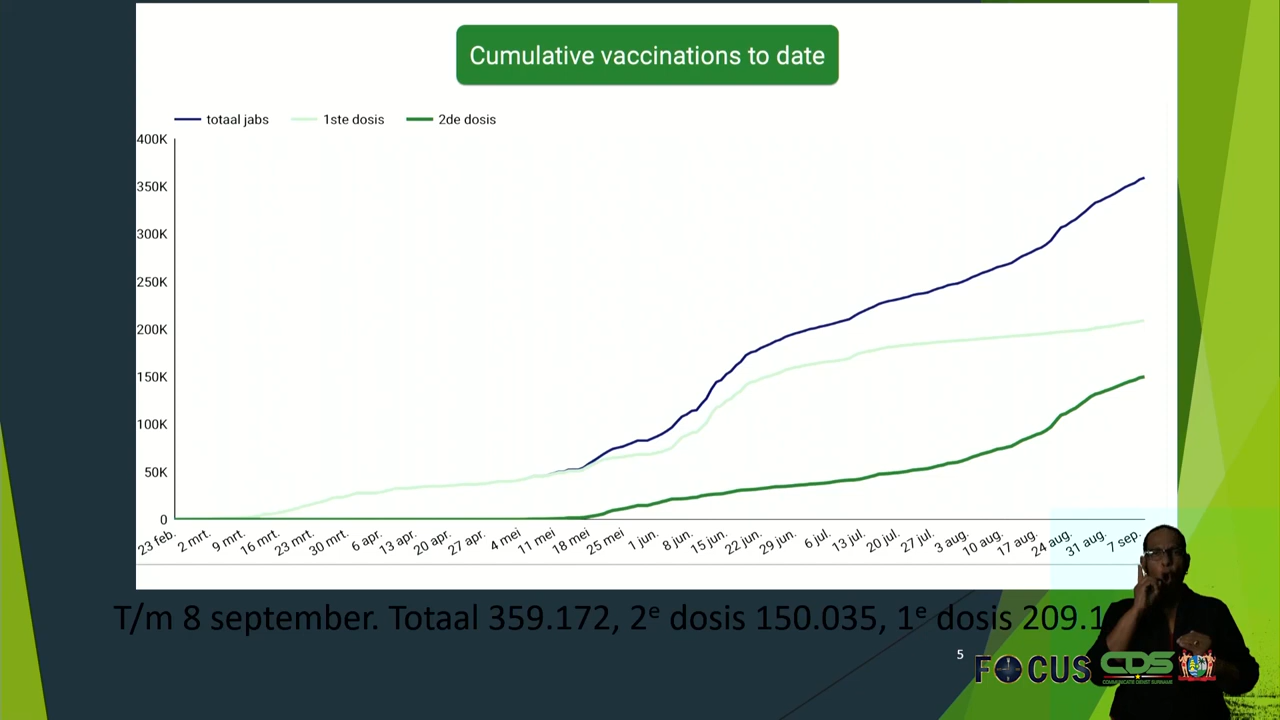 Cumulative vaccinations to date
totaal jabs 1ste dosis 2de dosis
400K
350K
300K
250K
200K
150K
100K
50K
0
23 feb. 2 mrt. 9 mrt. 16 mrt. 23 mrt. 30 mrt. 6 apr. 13 apr. 20 apr. 27 apr. 4 mei 11 mei 18 mei 25 mei 1 jun. 8 jun. 15 jun. 22 jun. 29 jun. 6 jul. 13 jul. 20 jul. 27 jul. 3 aug. 10 aug. 17 aug. 24 aug. 31 aug. 7 sep.
T/m 8 september. Totaal 359.172, 2e dosis 150.035, 1e dosis
5
FOCUS CDS
COMMUNICATIE DIENST SURINAME